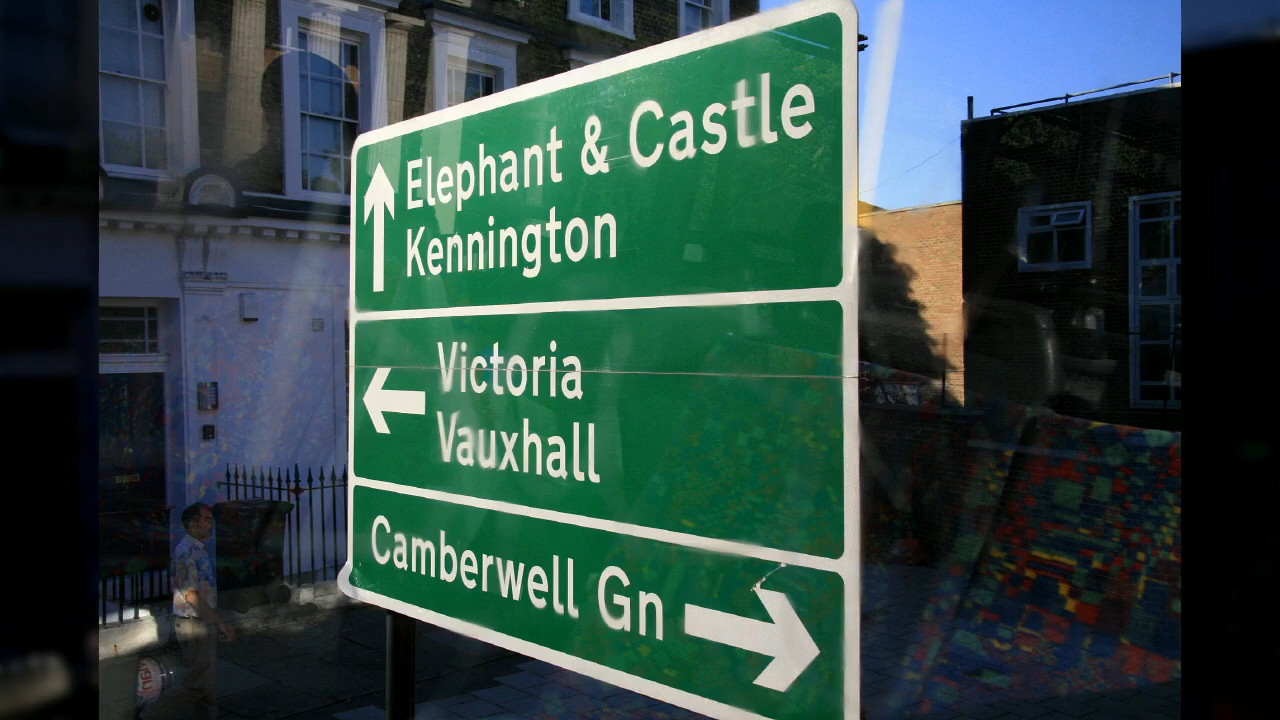 Elephant & Castle
Kennington
Victoria
Vauxhall
Camberwell Gn